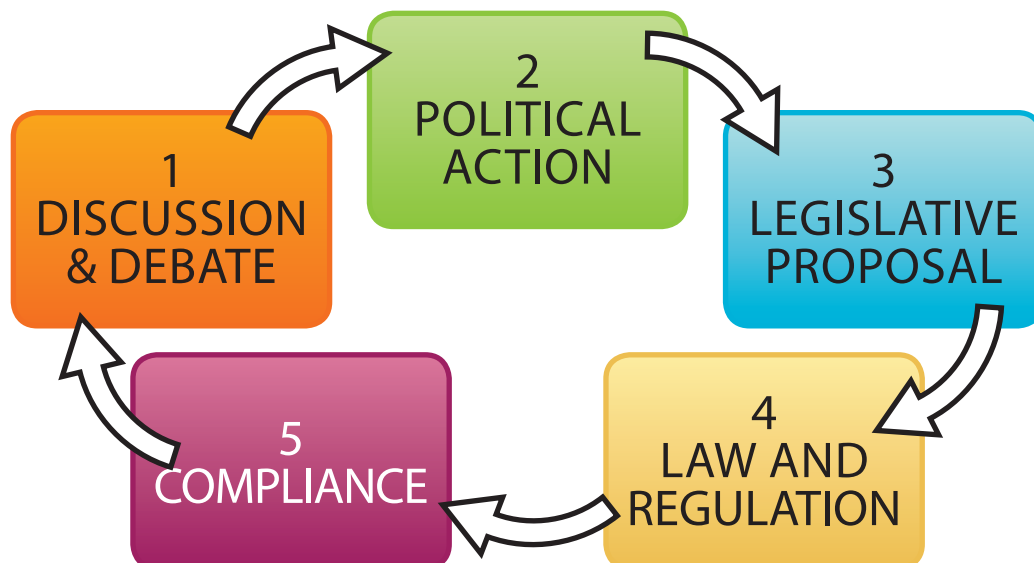 1
DISCUSSION
& DEBATE
2
POLITICAL
ACTION
3
LEGISLATIVE
PROPOSAL
4
LAW AND
REGULATION
5
COMPLIANCE